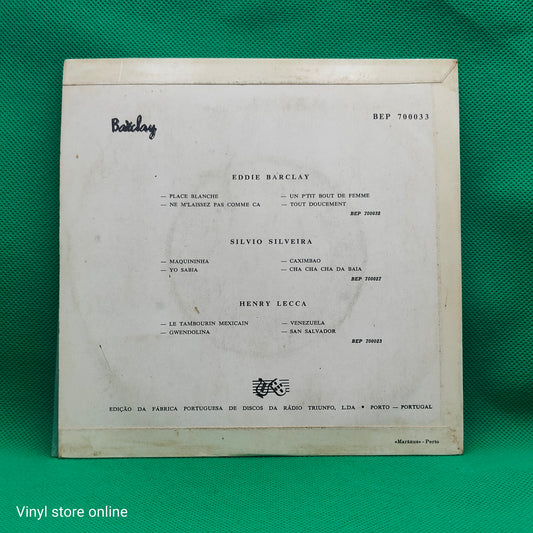 Barclay
BEP 700033
EDDIE BARCLAY
— PLACE BLANCHE — UN P'TIT BOUT DE FEMME
— NE M'LAISSEZ PAS COMME CA — TOUT DOUCEMENT
BEP 700032
SILVIO SILVEIRA
— MAQUININHA — CAXIMBAO
— YO SABIA — CHA CHA CHA DA BAIA
BEP 700027
HENRY LECCA
— LE TAMBOURIN MEXICAIN — VENEZUELA
— GWENDOLINA — SAN SALVADOR
BEP 700023
EDIÇÃO DA FÁBRICA PORTUGUESA DE DISCOS DA RÁDIO TRIUNFO, L.DA • PORTO — PORTUGAL
«Marânus» - Porto
Vinyl store online